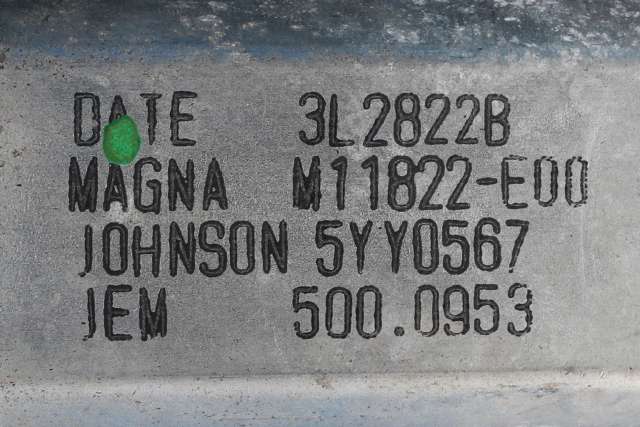 DATE 3L2822B
MAGNA M11822-E00
JOHNSON 5YY0567
JEM 500.0953